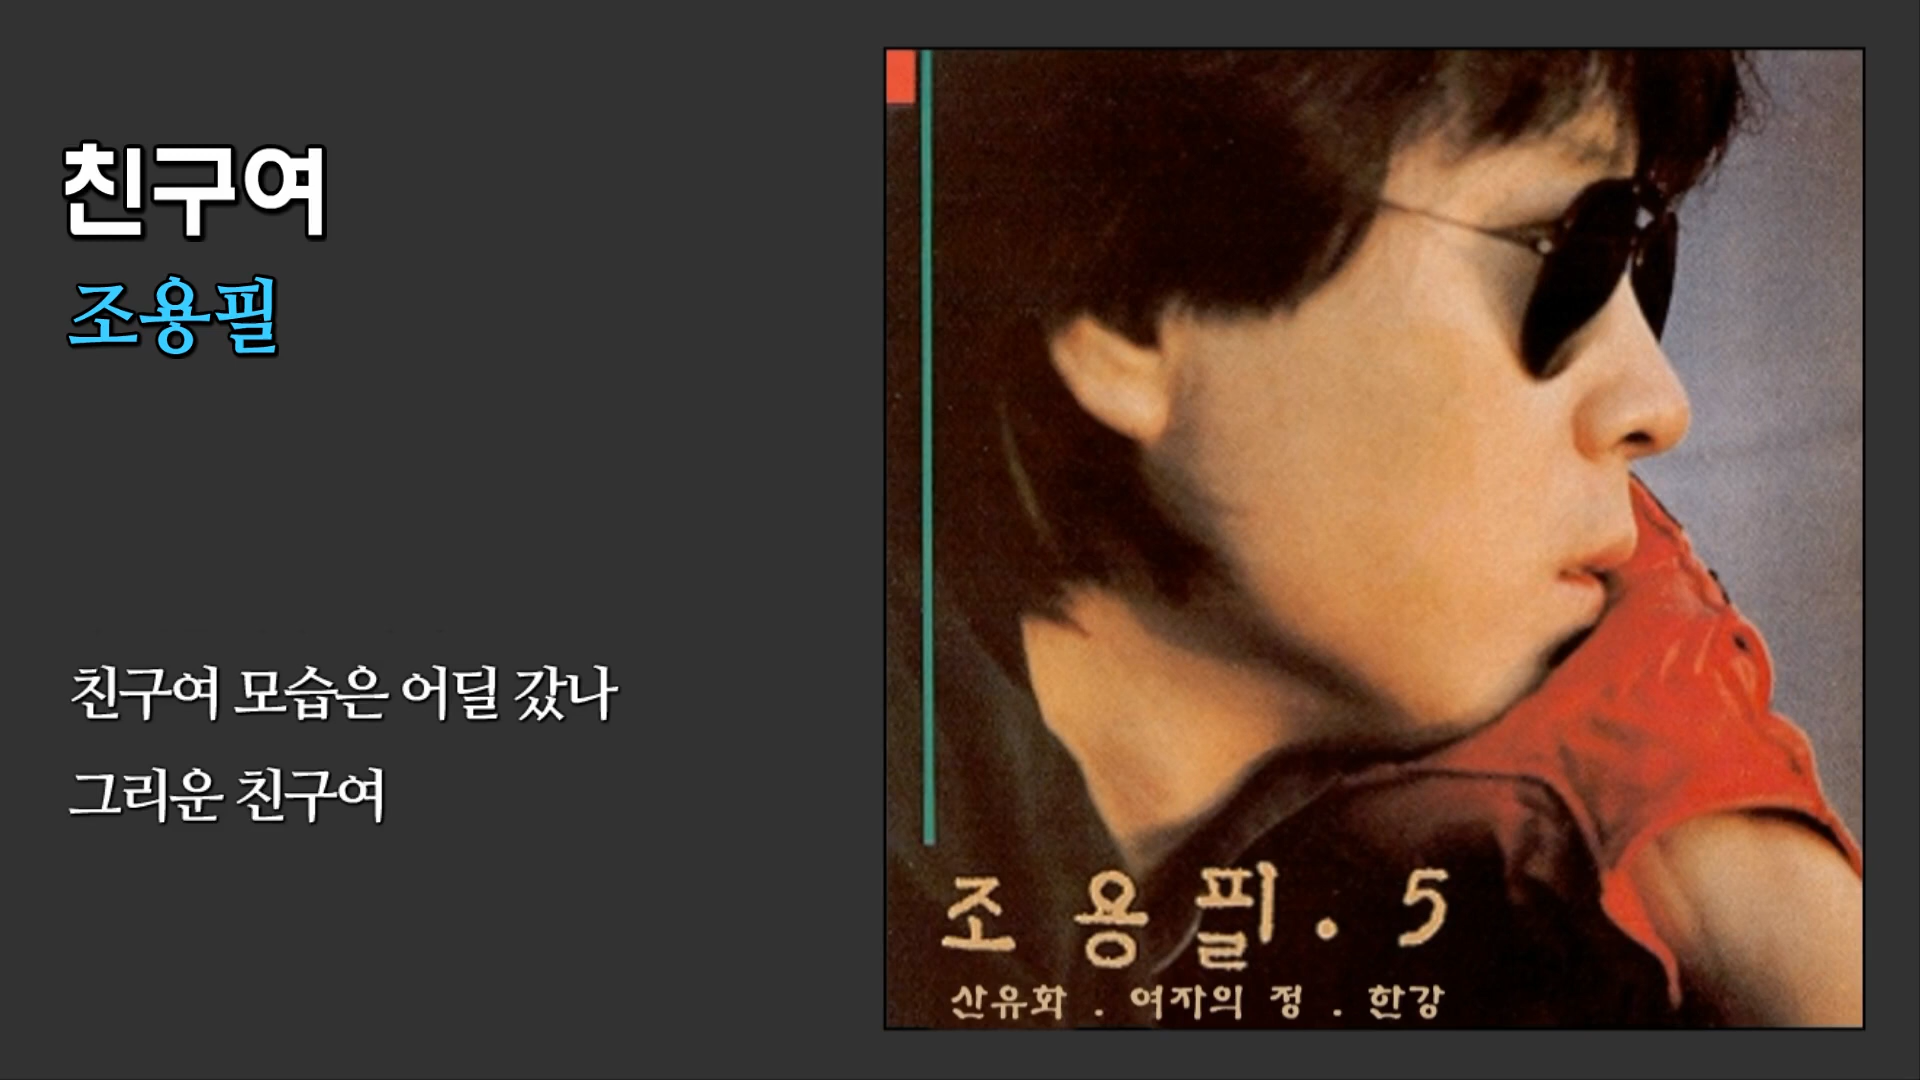 친구여
조용필
친구여 모습은 어딜 갔나
그리운 친구여
조 용 필 . 5
산유화 . 여자의 정 . 한강